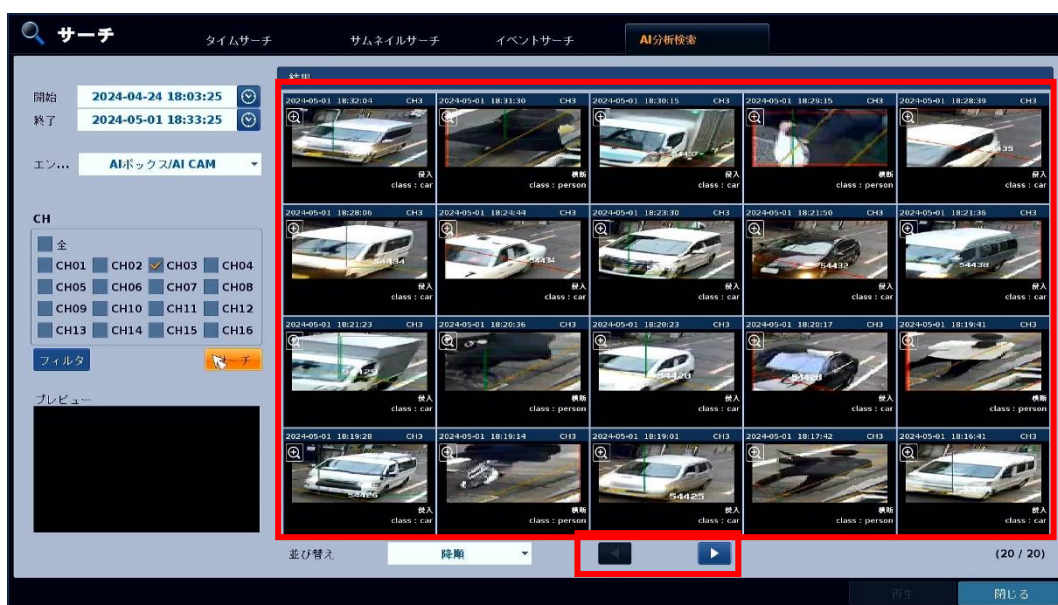 サーチ
タイムサーチ
サムネイルサーチ
イベントサーチ
AI分析検索
結果
開始 2024-04-24 18:03:25
終了 2024-05-01 18:33:25
エン... AIボックス/AI CAM
CH
全
CH01 CH02 CH03 CH04
CH05 CH06 CH07 CH08
CH09 CH10 CH11 CH12
CH13 CH14 CH15 CH16
フィルタ
サーチ
プレビュー
2024-05-01 18:32:04 CH3
侵入
class : car
2024-05-01 18:31:30 CH3
横断
class : person
2024-05-01 18:30:15 CH3
侵入
class : car
2024-05-01 18:29:15 CH3
横断
class : person
2024-05-01 18:28:39 CH3
侵入
class : car
2024-05-01 18:28:06 CH3
54434
侵入
class : car
2024-05-01 18:24:44 CH3
54434
侵入
class : car
2024-05-01 18:23:30 CH3
侵入
class : car
2024-05-01 18:21:50 CH3
54432
侵入
class : car
2024-05-01 18:21:36 CH3
54430
侵入
class : car
2024-05-01 18:21:23 CH3
54429
侵入
class : car
2024-05-01 18:20:36 CH3
横断
class : person
2024-05-01 18:20:23 CH3
54428
侵入
class : car
2024-05-01 18:20:17 CH3
54428
侵入
class : car
2024-05-01 18:19:41 CH3
横断
class : person
2024-05-01 18:19:28 CH3
54426
侵入
class : car
2024-05-01 18:19:14 CH3
横断
class : person
2024-05-01 18:19:01 CH3
54425
侵入
class : car
2024-05-01 18:17:42 CH3
横断
class : person
2024-05-01 18:16:41 CH3
侵入
class : car
並び替え 降順
(20 / 20)
再生
閉じる